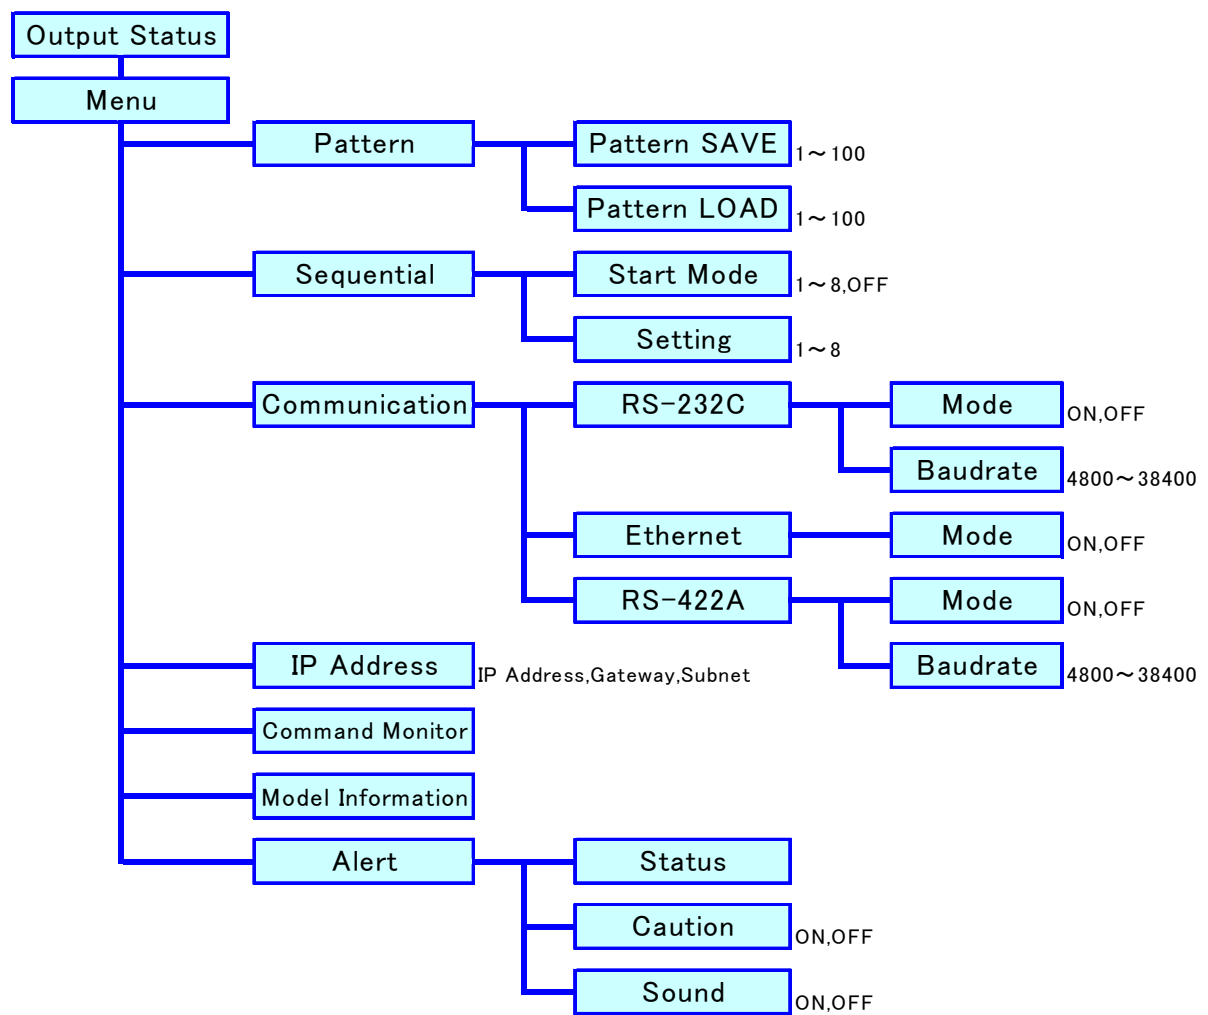 Output Status
Menu
Pattern
Pattern SAVE
1～100
Pattern LOAD
1～100
Sequential
Start Mode
1～8,OFF
Setting
1～8
Communication
RS-232C
Mode
ON,OFF
Baudrate
4800～38400
Ethernet
Mode
ON,OFF
RS-422A
Mode
ON,OFF
Baudrate
4800～38400
IP Address
IP Address,Gateway,Subnet
Command Monitor
Model Information
Alert
Status
Caution
ON,OFF
Sound
ON,OFF